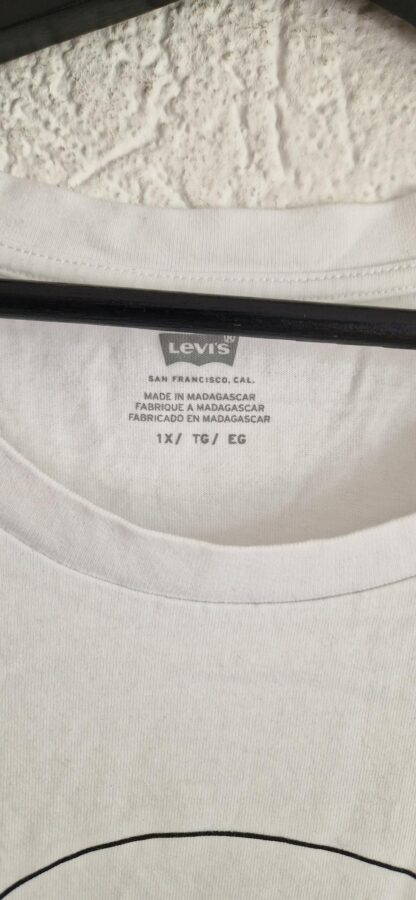 Levi's®
SAN FRANCISCO, CAL.
MADE IN MADAGASCAR
FABRIQUE A MADAGASCAR
FABRICADO EN MADAGASCAR
1X/ TG/ EG